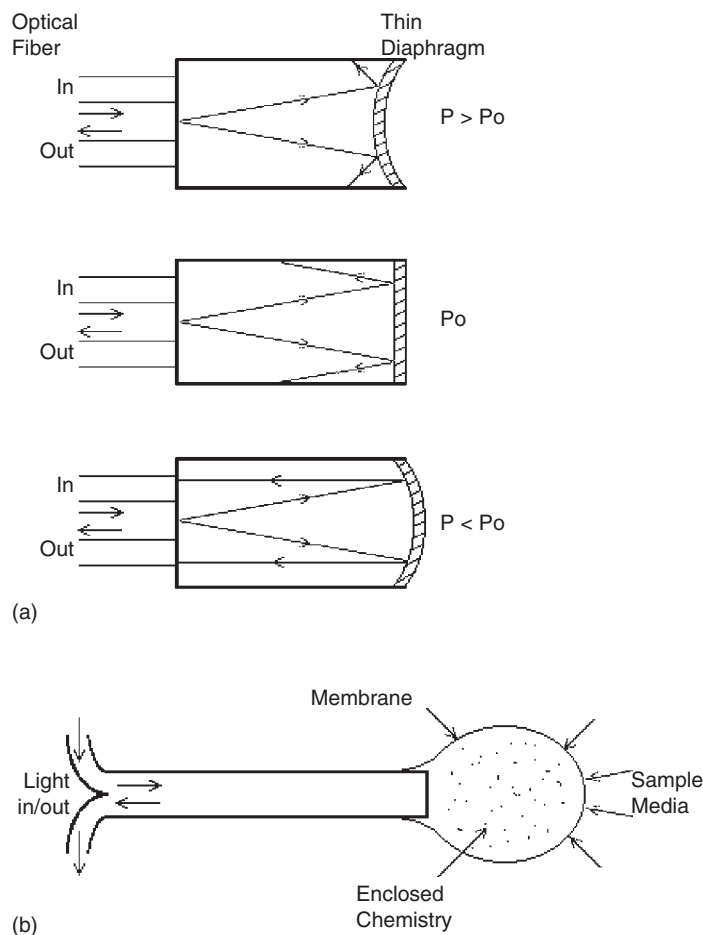 Optical
Fiber
Thin
Diaphragm
In
Out
P > Po
In
Out
Po
In
Out
P < Po
(a)
Membrane
Light
in/out
Sample
Media
Enclosed
Chemistry
(b)